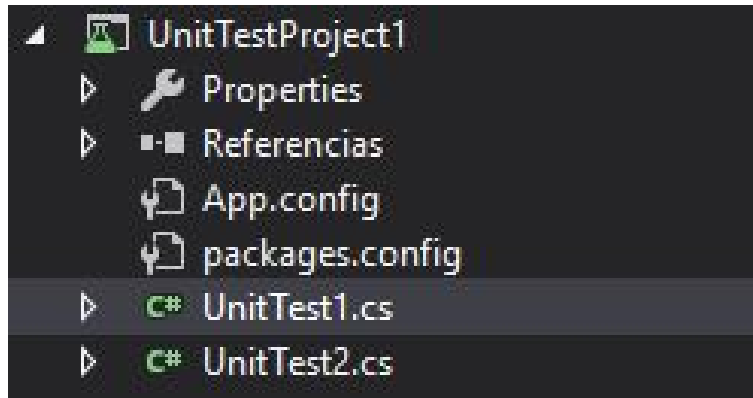 UnitTestProject1
Properties
Referencias
App.config
packages.config
C# UnitTest1.cs
C# UnitTest2.cs